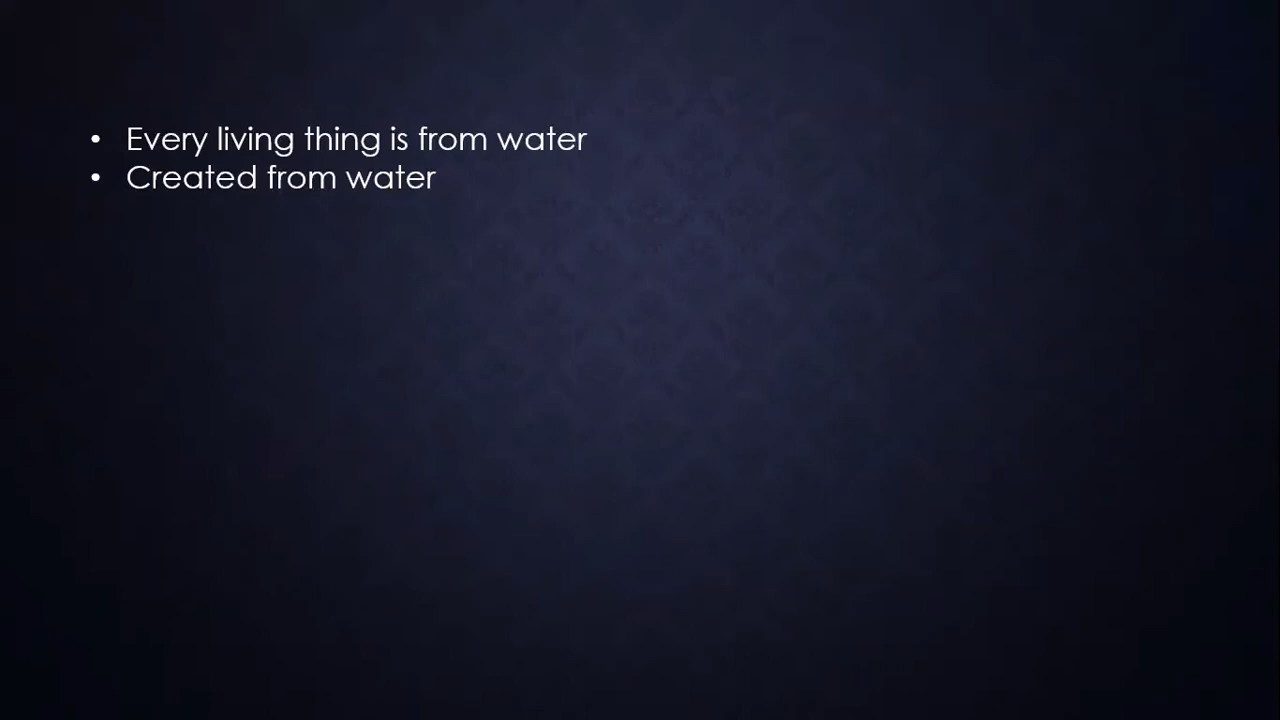 • Every living thing is from water
• Created from water